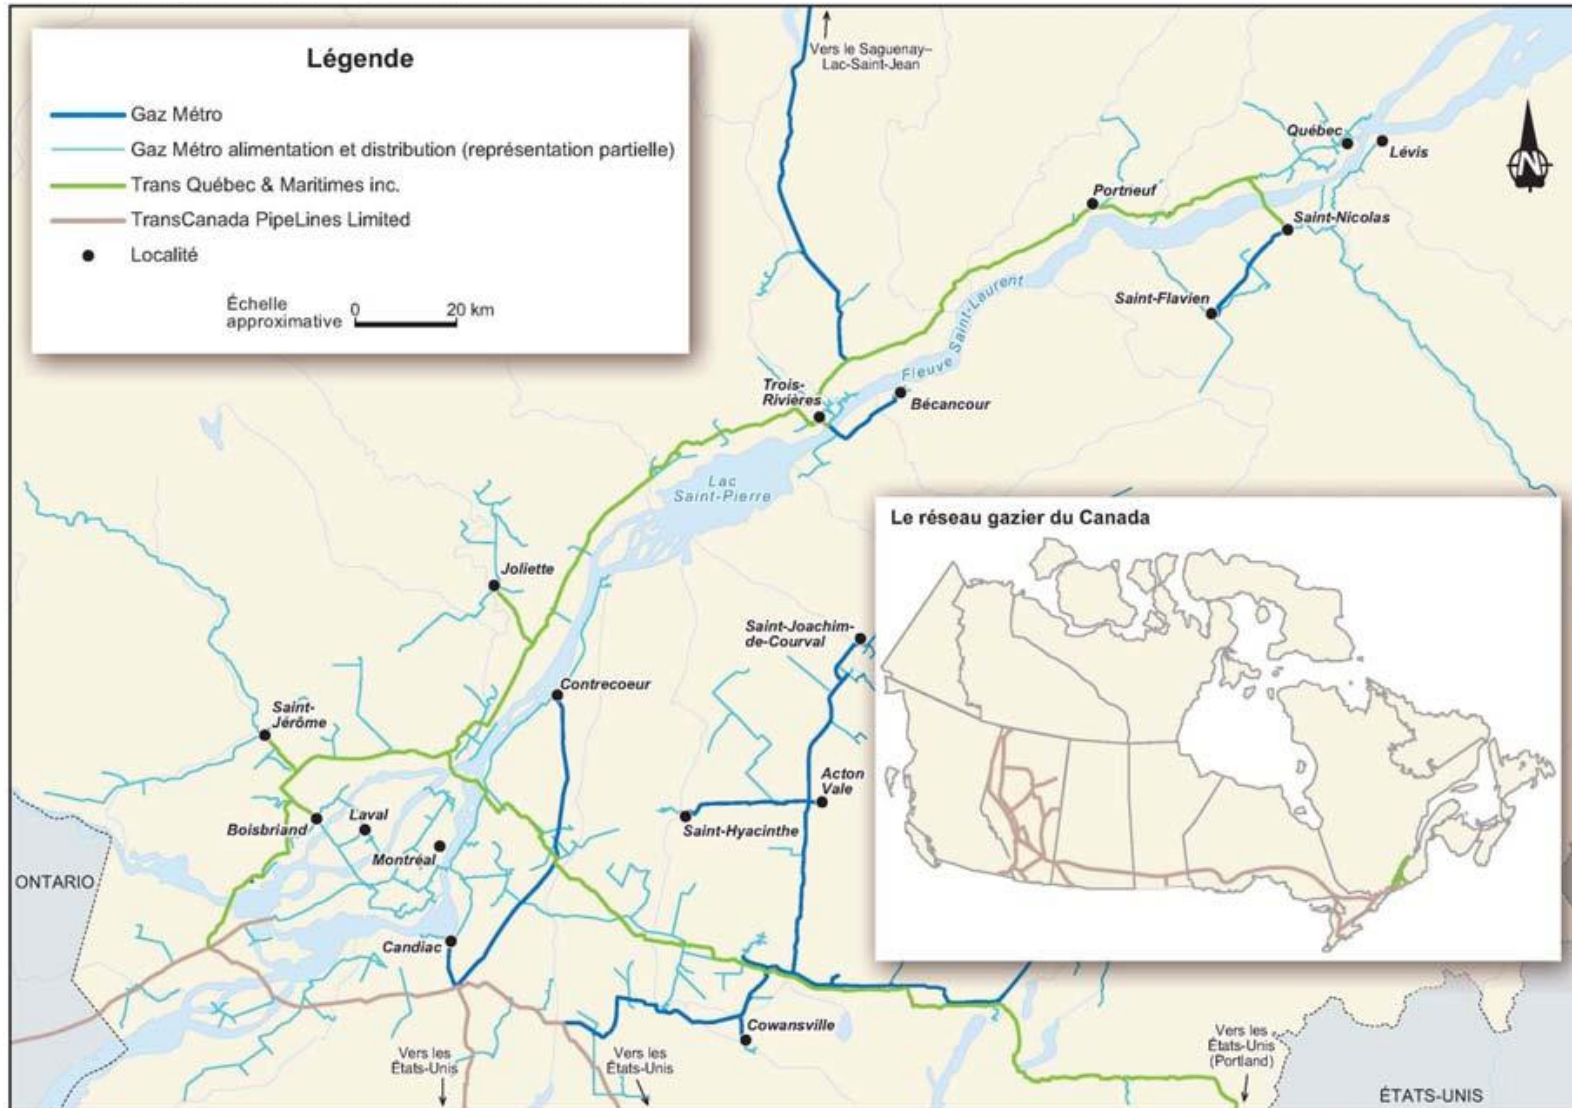 Légende
Gaz Métro
Gaz Métro alimentation et distribution (représentation partielle)
Trans Québec & Maritimes inc.
TransCanada PipeLines Limited
Localité
Échelle
approximative
0
20 km
Vers le Saguenay–
Lac-Saint-Jean
Québec
Lévis
N
Portneuf
Saint-Nicolas
Saint-Flavien
Fleuve Saint-Laurent
Trois-
Rivières
Bécancour
Lac
Saint-Pierre
Joliette
Saint-Joachim-
de-Courval
Contrecoeur
Saint-
Jérôme
Acton
Vale
Saint-Hyacinthe
Boisbriand
Laval
Montréal
ONTARIO
Candiac
Cowansville
Vers les
États-Unis
Vers les
États-Unis
Vers les
États-Unis
(Portland)
ÉTATS-UNIS
Le réseau gazier du Canada